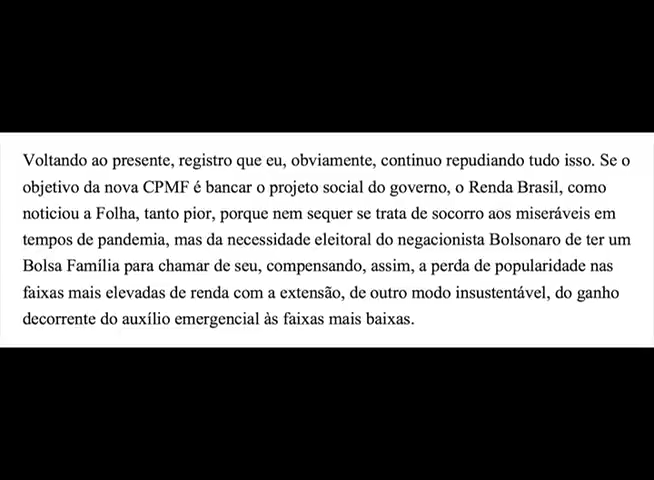 Voltando ao presente, registro que eu, obviamente, continuo repudiando tudo isso. Se o
objetivo da nova CPMF é bancar o projeto social do governo, o Renda Brasil, como
noticiou a Folha, tanto pior, porque nem sequer se trata de socorro aos miseráveis em
tempos de pandemia, mas da necessidade eleitoral do negacionista Bolsonaro de ter um
Bolsa Família para chamar de seu, compensando, assim, a perda de popularidade nas
faixas mais elevadas de renda com a extensão, de outro modo insustentável, do ganho
decorrente do auxílio emergencial às faixas mais baixas.